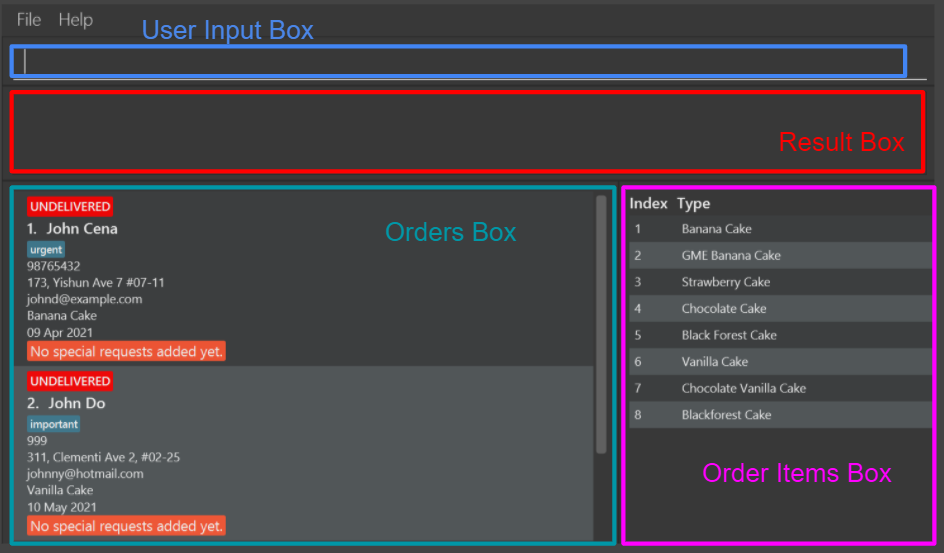 File Help
User Input Box
Result Box
Orders Box
UNDELIVERED
1. John Cena
urgent
98765432
173, Yishun Ave 7 #07-11
johnd@example.com
Banana Cake
09 Apr 2021
No special requests added yet.
UNDELIVERED
2. John Do
important
999
311, Clementi Ave 2, #02-25
johnny@hotmail.com
Vanilla Cake
10 May 2021
No special requests added yet.
Index Type
1 Banana Cake
2 GME Banana Cake
3 Strawberry Cake
4 Chocolate Cake
5 Black Forest Cake
6 Vanilla Cake
7 Chocolate Vanilla Cake
8 Blackforest Cake
Order Items Box